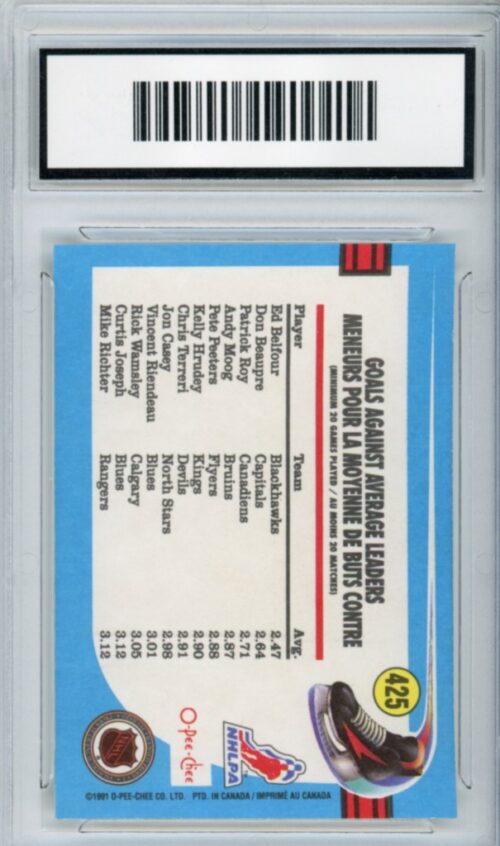 425
GOALS AGAINST AVERAGE LEADERS
MENEURS POUR LA MOYENNE DE BUTS CONTRE
(MINIMUM 20 GAMES PLAYED / AU MOINS 20 MATCHES)
Player Team Avg.
Ed Belfour Blackhawks 2.47
Don Beaupre Capitals 2.64
Patrick Roy Canadiens 2.71
Andy Moog Bruins 2.87
Pete Peeters Flyers 2.88
Kelly Hrudey Kings 2.90
Chris Terreri Devils 2.91
Jon Casey North Stars 2.98
Vincent Riendeau Blues 3.01
Rick Wamsley Calgary 3.05
Curtis Joseph Blues 3.12
Mike Richter Rangers 3.12
NHLPA
O-Pee-Chee
NHL
©1991 O-PEE-CHEE CO. LTD. PTD. IN CANADA / IMPRIMÉ AU CANADA